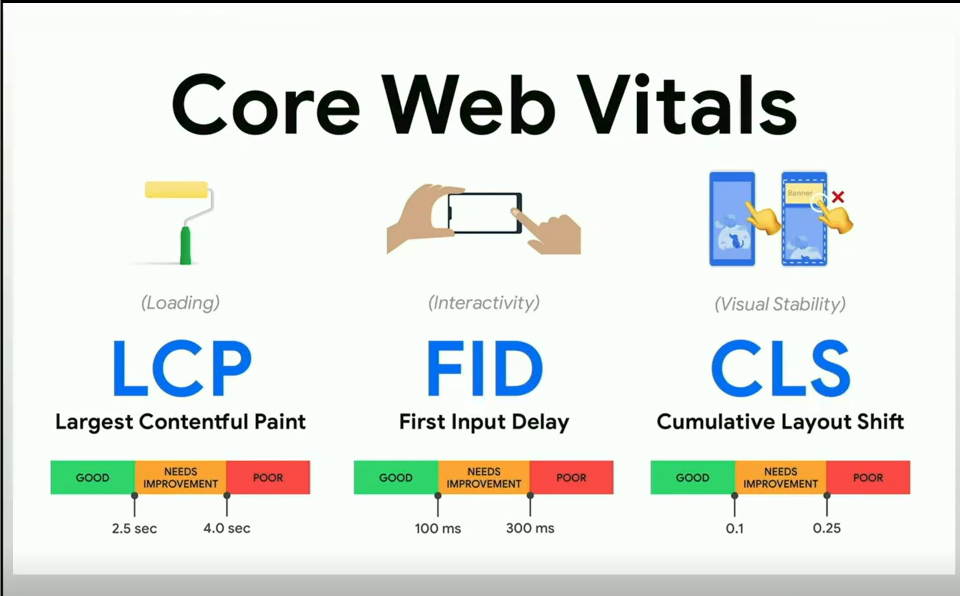 Core Web Vitals
Banner
(Loading)
(Interactivity)
(Visual Stability)
LCP
FID
CLS
Largest Contentful Paint
First Input Delay
Cumulative Layout Shift
GOOD
NEEDS
IMPROVEMENT
POOR
GOOD
NEEDS
IMPROVEMENT
POOR
GOOD
NEEDS
IMPROVEMENT
POOR
2.5 sec
4.0 sec
100 ms
300 ms
0.1
0.25